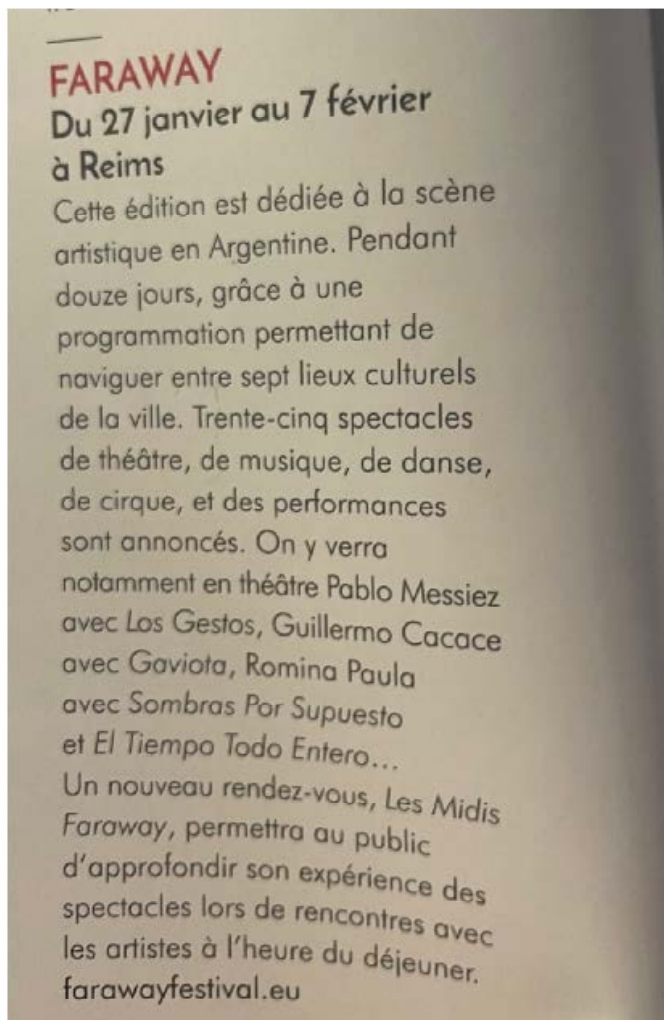 FARAWAY
Du 27 janvier au 7 février
à Reims
Cette édition est dédiée à la scène
artistique en Argentine. Pendant
douze jours, grâce à une
programmation permettant de
naviguer entre sept lieux culturels
de la ville. Trente-cinq spectacles
de théâtre, de musique, de danse,
de cirque, et des performances
sont annoncés. On y verra
notamment en théâtre Pablo Messiez
avec Los Gestos, Guillermo Cacace
avec Gaviota, Romina Paula
avec Sombras Por Supuesto
et El Tiempo Todo Entero...
Un nouveau rendez-vous, Les Midis
Faraway, permettra au public
d'approfondir son expérience des
spectacles lors de rencontres avec
les artistes à l'heure du déjeuner.
farawayfestival.eu